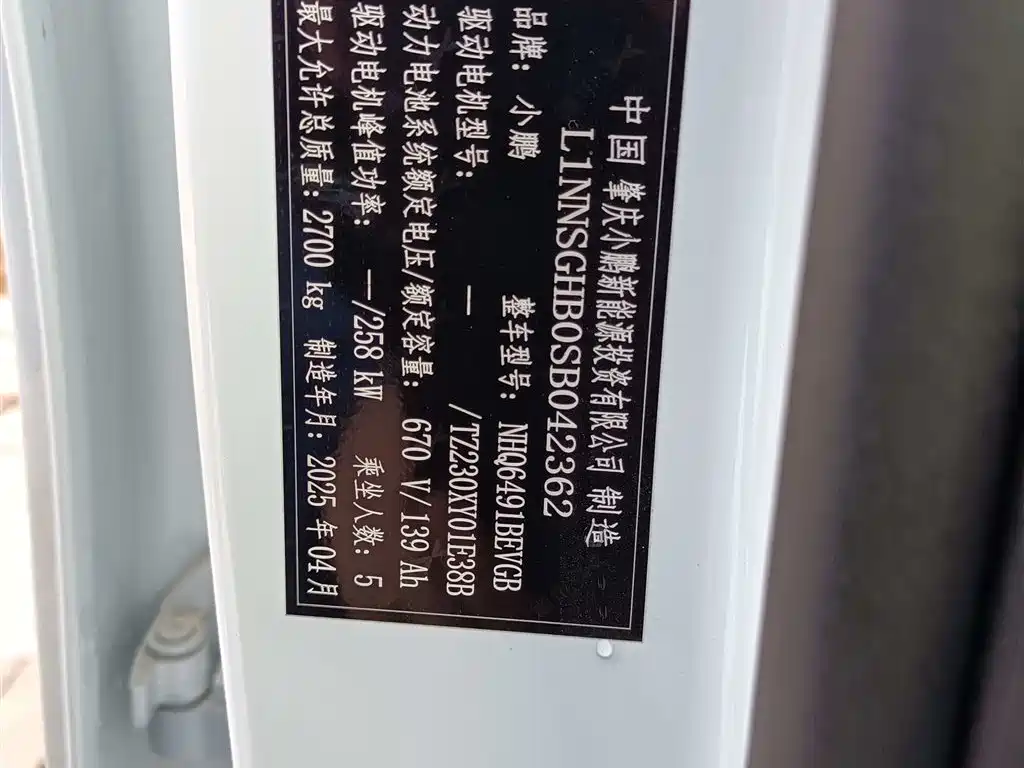 中国 肇庆小鹏新能源投资有限公司 制造
L1NNSGHB0SB042362
品牌: 小鹏 整车型号: NHQ6491BEVGB
驱动电机型号: — /TZ230XY01E38B
动力电池系统额定电压/额定容量: 670 V/139 Ah
驱动电机峰值功率: —/258 kW 乘坐人数: 5
最大允许总质量: 2700 kg 制造年月: 2025 年 04 月